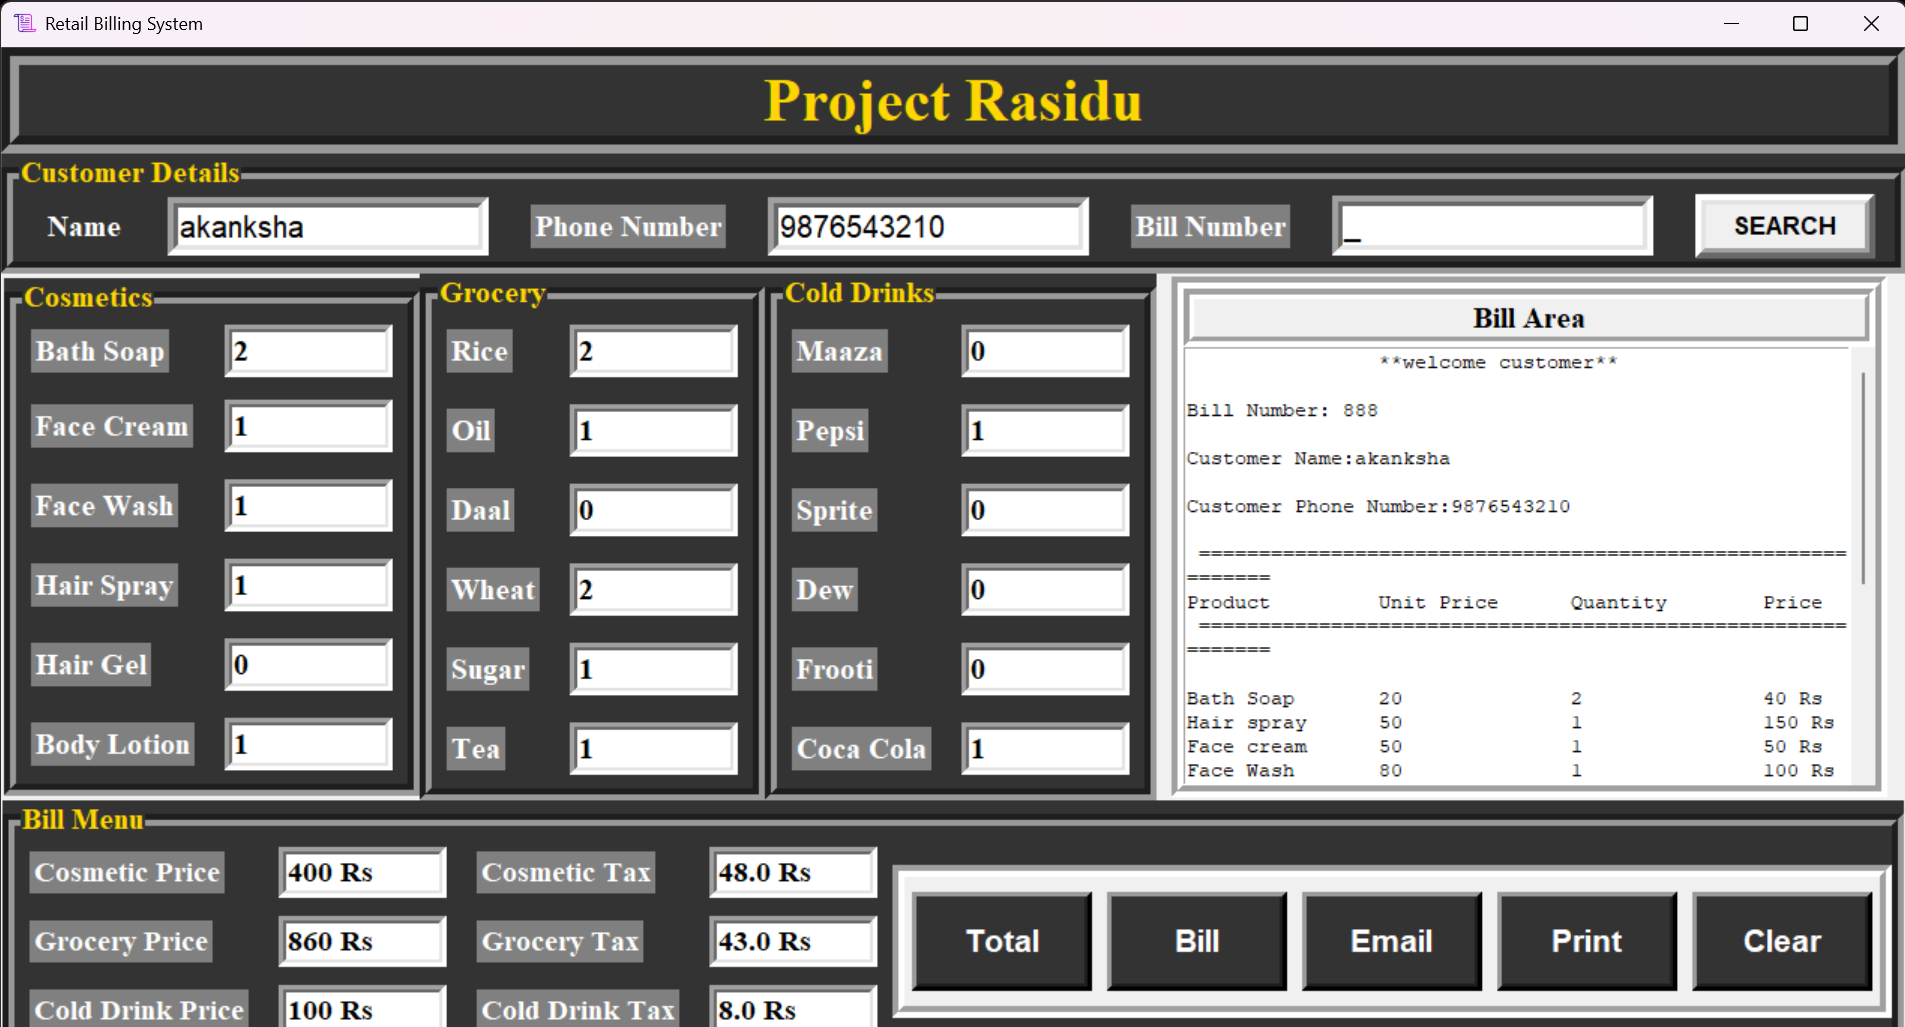 Retail Billing System
Project Rasidu
Customer Details
Name akanksha Phone Number 9876543210 Bill Number _ SEARCH
Cosmetics
Bath Soap 2
Face Cream 1
Face Wash 1
Hair Spray 1
Hair Gel 0
Body Lotion 1
Grocery
Rice 2
Oil 1
Daal 0
Wheat 2
Sugar 1
Tea 1
Cold Drinks
Maaza 0
Pepsi 1
Sprite 0
Dew 0
Frooti 0
Coca Cola 1
Bill Area
**welcome customer**
Bill Number: 888
Customer Name:akanksha
Customer Phone Number:9876543210
======================================================
=======
Product Unit Price Quantity Price
======================================================
=======
Bath Soap 20 2 40 Rs
Hair spray 50 1 150 Rs
Face cream 50 1 50 Rs
Face Wash 80 1 100 Rs
Bill Menu
Cosmetic Price 400 Rs Cosmetic Tax 48.0 Rs
Grocery Price 860 Rs Grocery Tax 43.0 Rs
Cold Drink Price 100 Rs Cold Drink Tax 8.0 Rs
Total Bill Email Print Clear